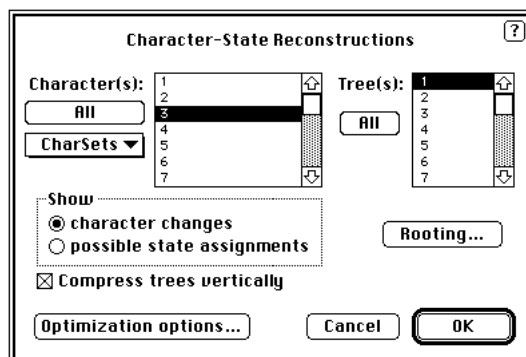 Character-State Reconstructions
?
Character(s):
All
CharSets
1
2
3
4
5
6
7
Tree(s):
All
1
2
3
4
5
6
7
Show
character changes
possible state assignments
Rooting...
Compress trees vertically
Optimization options...
Cancel
OK